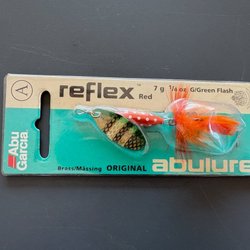 A
reflex
Red
7 g 1/4 oz G/Green Flash
Abu
Garcia
Brass/Mässing ORIGINAL
abulure